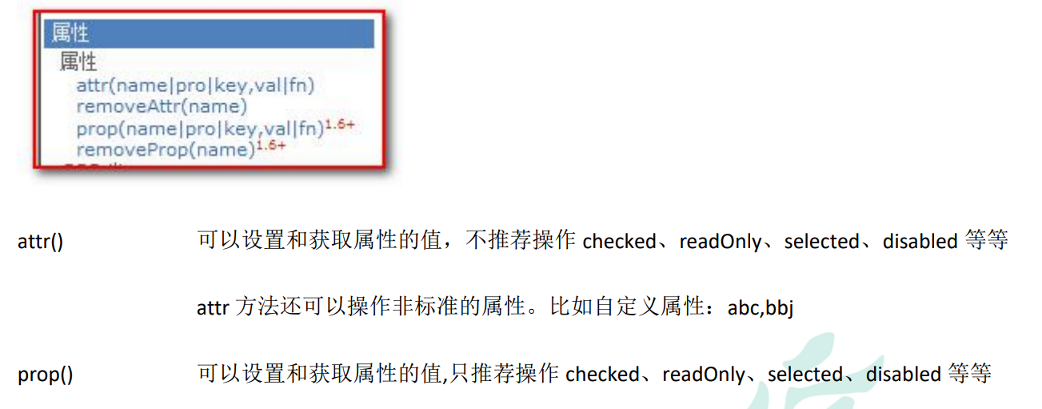 属性
属性
attr(name|pro|key,val|fn)
removeAttr(name)
prop(name|pro|key,val|fn)1.6+
removeProp(name)1.6+
attr() 可以设置和获取属性的值，不推荐操作 checked、readOnly、selected、disabled 等等
attr 方法还可以操作非标准的属性。比如自定义属性：abc,bbj
prop() 可以设置和获取属性的值,只推荐操作 checked、readOnly、selected、disabled 等等